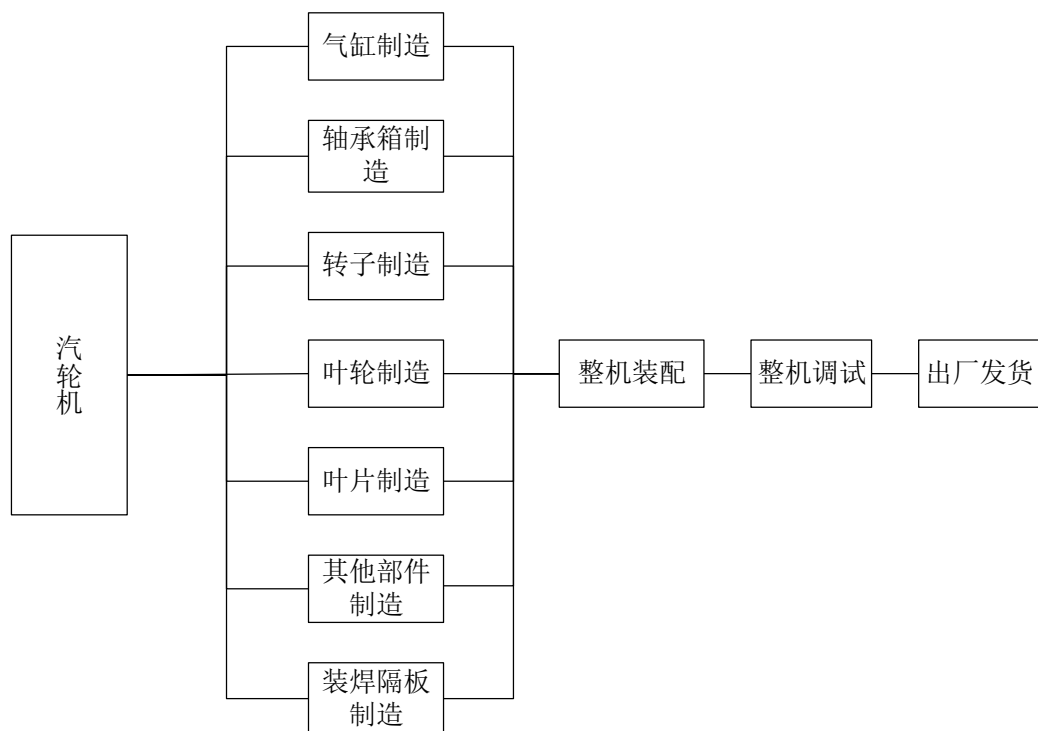 气缸制造
轴承箱制
造
转子制造
汽
轮
机
叶轮制造
整机装配
整机调试
出厂发货
叶片制造
其他部件
制造
装焊隔板
制造